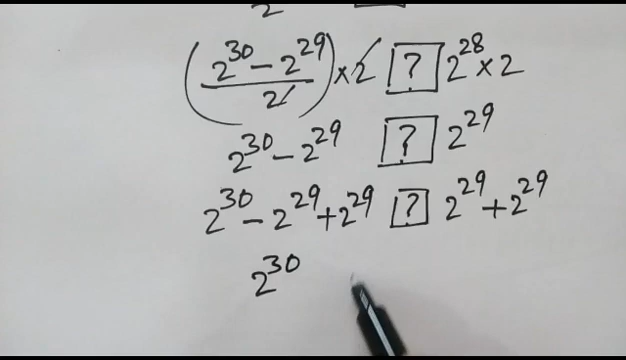 2
(2^30 - 2^29 / 2) × 2 [?] 2^28 × 2
2^30 - 2^29 [?] 2^29
2^30 - 2^29 + 2^29 [?] 2^29 + 2^29
2^30